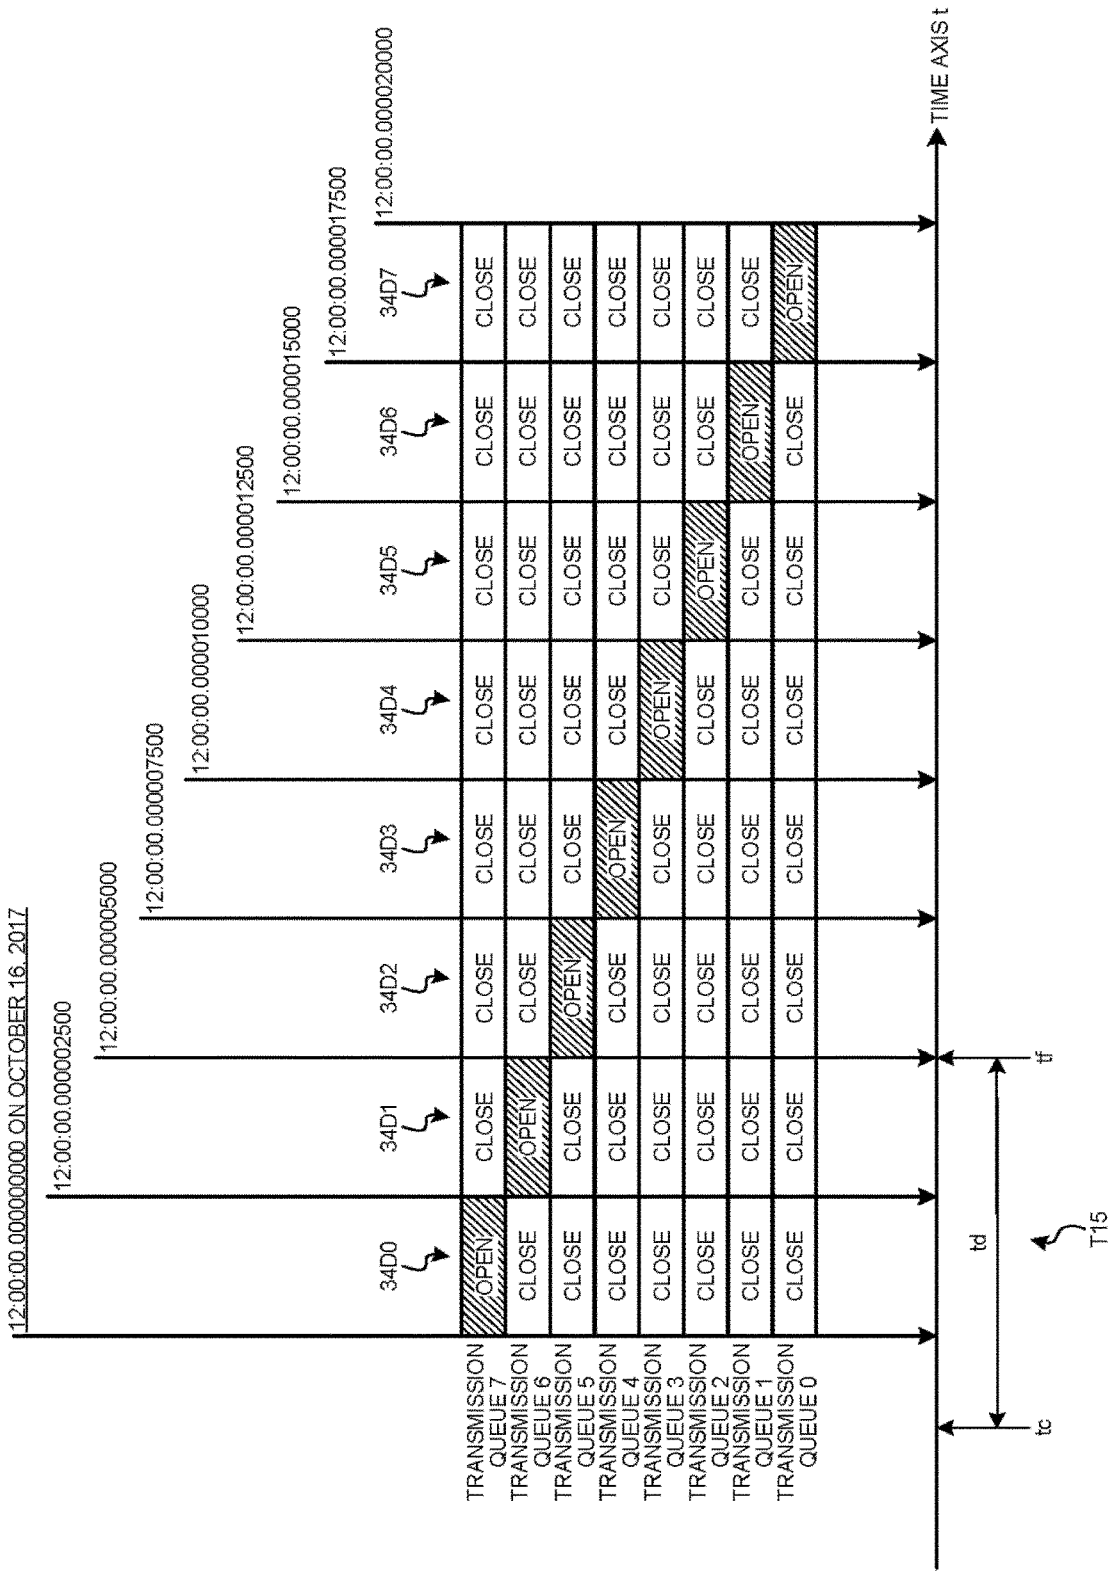 12:00:00.000000000 ON OCTOBER 16, 2017
12:00:00.000002500
12:00:00.000005000
12:00:00.000007500
12:00:00.000010000
12:00:00.000012500
12:00:00.000015000
12:00:00.000017500
12:00:00.000020000
34D0 34D1 34D2 34D3 34D4 34D5 34D6 34D7
TRANSMISSION
QUEUE 7
OPEN CLOSE CLOSE CLOSE CLOSE CLOSE CLOSE CLOSE
TRANSMISSION
QUEUE 6
CLOSE OPEN CLOSE CLOSE CLOSE CLOSE CLOSE CLOSE
TRANSMISSION
QUEUE 5
CLOSE CLOSE OPEN CLOSE CLOSE CLOSE CLOSE CLOSE
TRANSMISSION
QUEUE 4
CLOSE CLOSE CLOSE OPEN CLOSE CLOSE CLOSE CLOSE
TRANSMISSION
QUEUE 3
CLOSE CLOSE CLOSE CLOSE OPEN CLOSE CLOSE CLOSE
TRANSMISSION
QUEUE 2
CLOSE CLOSE CLOSE CLOSE CLOSE OPEN CLOSE CLOSE
TRANSMISSION
QUEUE 1
CLOSE CLOSE CLOSE CLOSE CLOSE CLOSE OPEN CLOSE
TRANSMISSION
QUEUE 0
CLOSE CLOSE CLOSE CLOSE CLOSE CLOSE CLOSE OPEN
TIME AXIS t
td
tc tf
T15